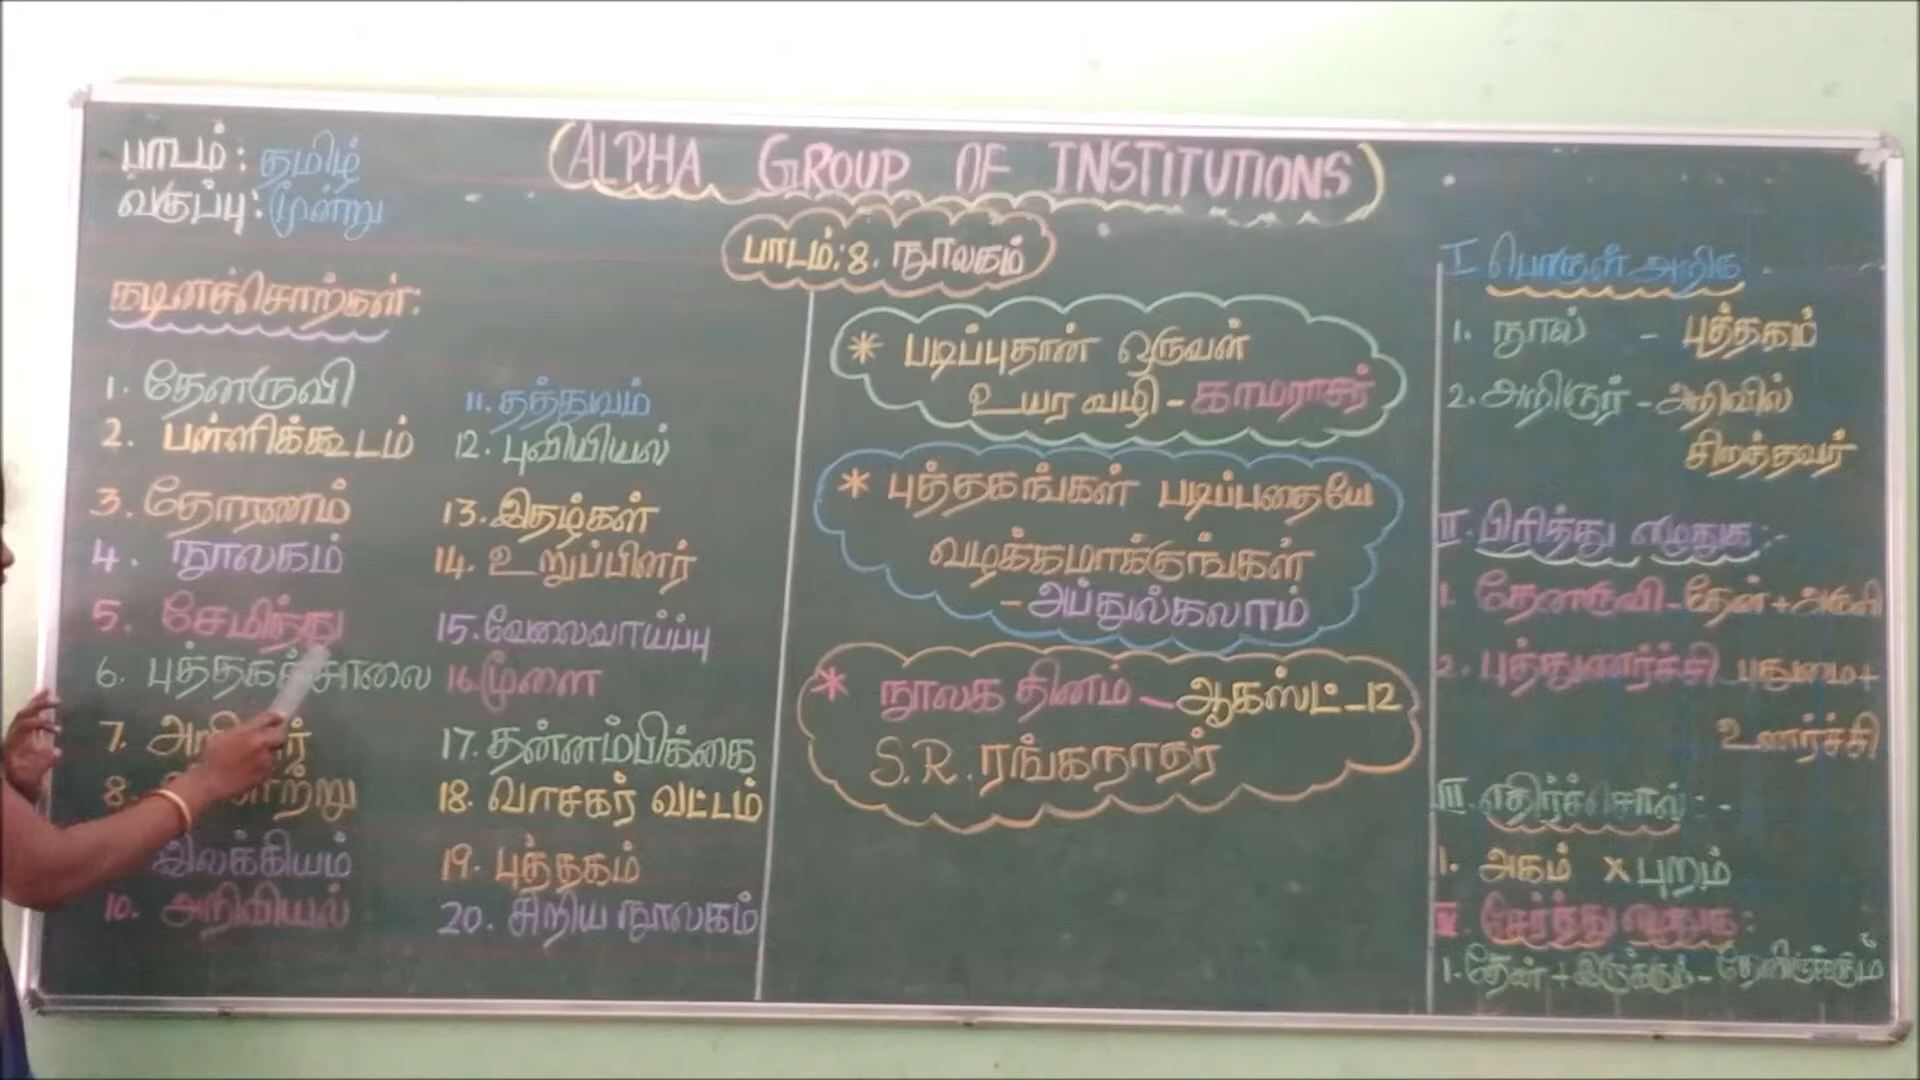 பாடம்: தமிழ்
வகுப்பு: மூன்று
(ALPHA GROUP OF INSTITUTIONS)
பாடம்: 8. நூலகம்
கடினச்சொற்கள்:
1. தேனருவி
2. பள்ளிக்கூடம்
3. தோரணம்
4. நூலகம்
5. சேமித்து
6. புத்தகச்சாலை
7.
8.
இலக்கியம்
10. அறிவியல்
11. தத்துவம்
12. புவியியல்
13. இதழ்கள்
14. உறுப்பினர்
15. வேலைவாய்ப்பு
16. மூளை
17. தன்னம்பிக்கை
18. வாசகர் வட்டம்
19. புத்தகம்
20. சிறிய நூலகம்
* படிப்புதான் ஒருவன்
உயர வழி - காமராசர்
* புத்தகங்கள் படிப்பதையே
வழக்கமாக்குங்கள்
- அப்துல்கலாம்
* நூலக தினம் - ஆகஸ்ட் - 12
S.R. ரங்கநாதர்
I பொருள் அறிக -
1. நூல் - புத்தகம்
2. அறிஞர் - அறிவில்
சிறந்தவர்
II. பிரித்து எழுதுக :-
1. தேனருவி - தேன் + அருவி
2. புத்துணர்ச்சி புதுமை +
உணர்ச்சி
III. எதிர்ச்சொல் : -
1. அகம் x புறம்
IV. சேர்த்து எழுதுக :
1. தேன் + இருக்கும் - தேனிருக்கும்